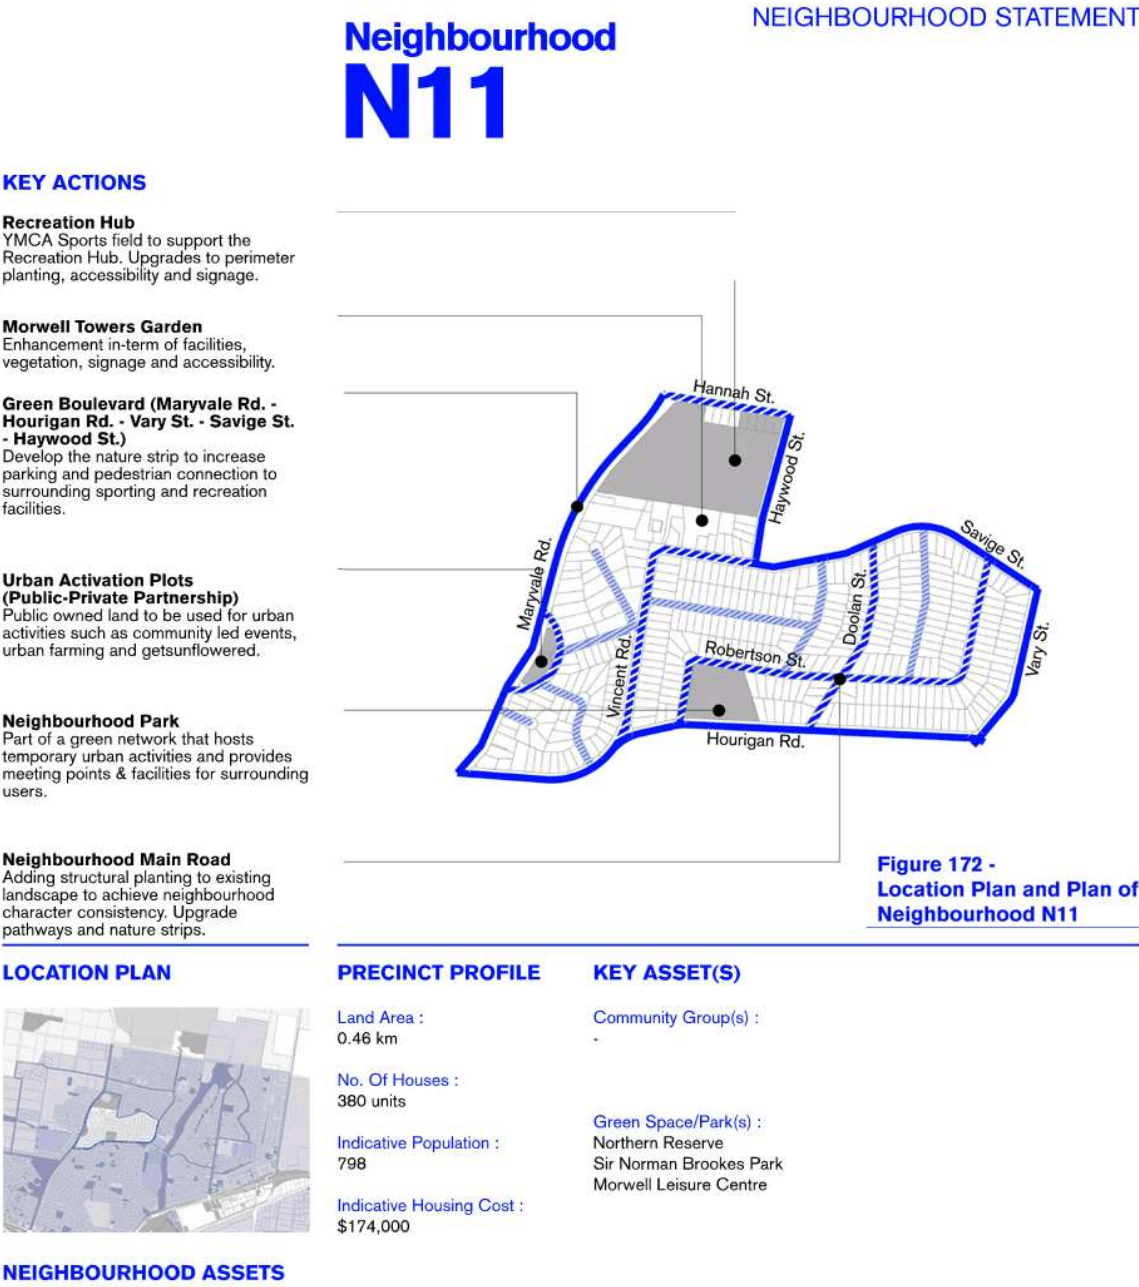 NEIGHBOURHOOD STATEMENT
Neighbourhood
N11
KEY ACTIONS
Recreation Hub
YMCA Sports field to support the
Recreation Hub. Upgrades to perimeter
planting, accessibility and signage.
Morwell Towers Garden
Enhancement in-term of facilities,
vegetation, signage and accessibility.
Green Boulevard (Maryvale Rd. -
Hourigan Rd. - Vary St. - Savige St.
- Haywood St.)
Develop the nature strip to increase
parking and pedestrian connection to
surrounding sporting and recreation
facilities.
Urban Activation Plots
(Public-Private Partnership)
Public owned land to be used for urban
activities such as community led events,
urban farming and getsunflowered.
Neighbourhood Park
Part of a green network that hosts
temporary urban activities and provides
meeting points & facilities for surrounding
users.
Neighbourhood Main Road
Adding structural planting to existing
landscape to achieve neighbourhood
character consistency. Upgrade
pathways and nature strips.
Hannah St.
Haywood St.
Savige St.
Maryvale Rd.
Doolan St.
Vary St.
Vincent Rd.
Robertson St.
Hourigan Rd.
Figure 172 -
Location Plan and Plan of
Neighbourhood N11
LOCATION PLAN
PRECINCT PROFILE
Land Area :
0.46 km
No. Of Houses :
380 units
Indicative Population :
798
Indicative Housing Cost :
$174,000
KEY ASSET(S)
Community Group(s) :
-
Green Space/Park(s) :
Northern Reserve
Sir Norman Brookes Park
Morwell Leisure Centre
NEIGHBOURHOOD ASSETS